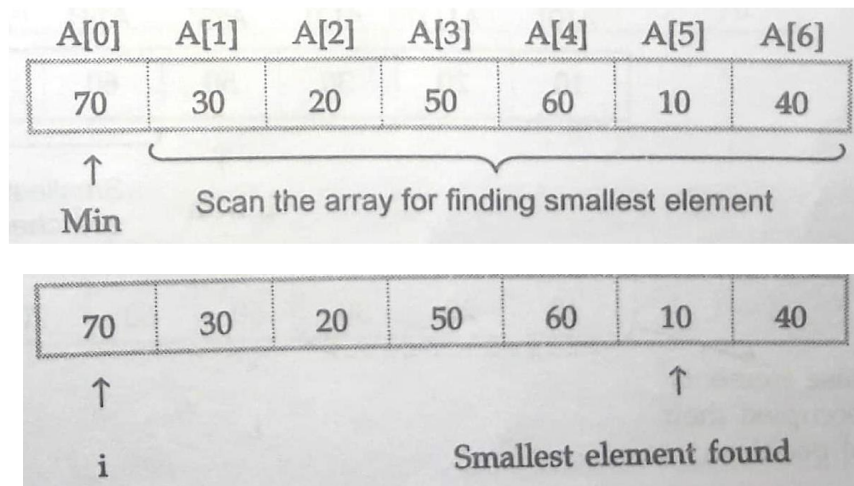 A[0] A[1] A[2] A[3] A[4] A[5] A[6]
70 30 20 50 60 10 40
Min
Scan the array for finding smallest element
70 30 20 50 60 10 40
i
Smallest element found